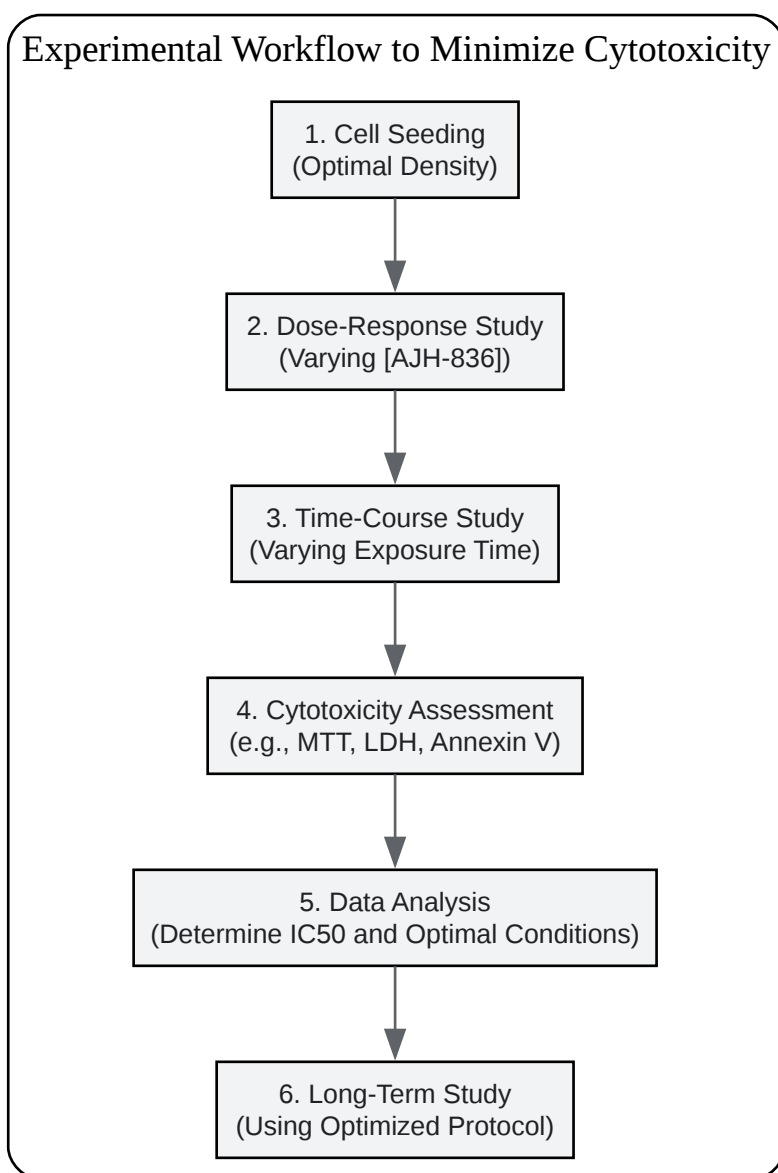 Experimental Workflow to Minimize Cytotoxicity
1. Cell Seeding
(Optimal Density)
2. Dose-Response Study
(Varying [AJH-836])
3. Time-Course Study
(Varying Exposure Time)
4. Cytotoxicity Assessment
(e.g., MTT, LDH, Annexin V)
5. Data Analysis
(Determine IC50 and Optimal Conditions)
6. Long-Term Study
(Using Optimized Protocol)